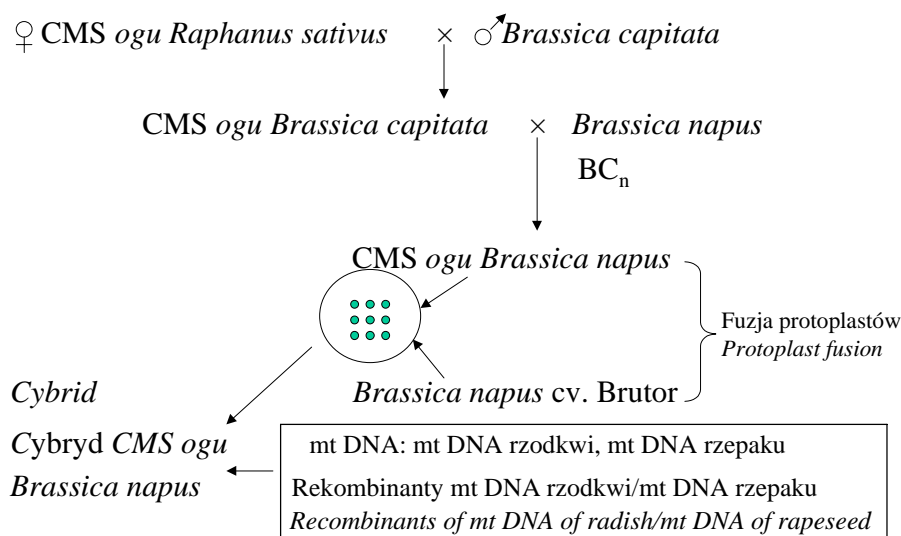 ♀ CMS ogu Raphanus sativus × ♂ Brassica capitata
CMS ogu Brassica capitata × Brassica napus
BCn
CMS ogu Brassica napus
Fuzja protoplastów
Protoplast fusion
Brassica napus cv. Brutor
Cybrid
Cybryd CMS ogu
Brassica napus
mt DNA: mt DNA rzodkwi, mt DNA rzepaku
Rekombinanty mt DNA rzodkwi/mt DNA rzepaku
Recombinants of mt DNA of radish/mt DNA of rapeseed